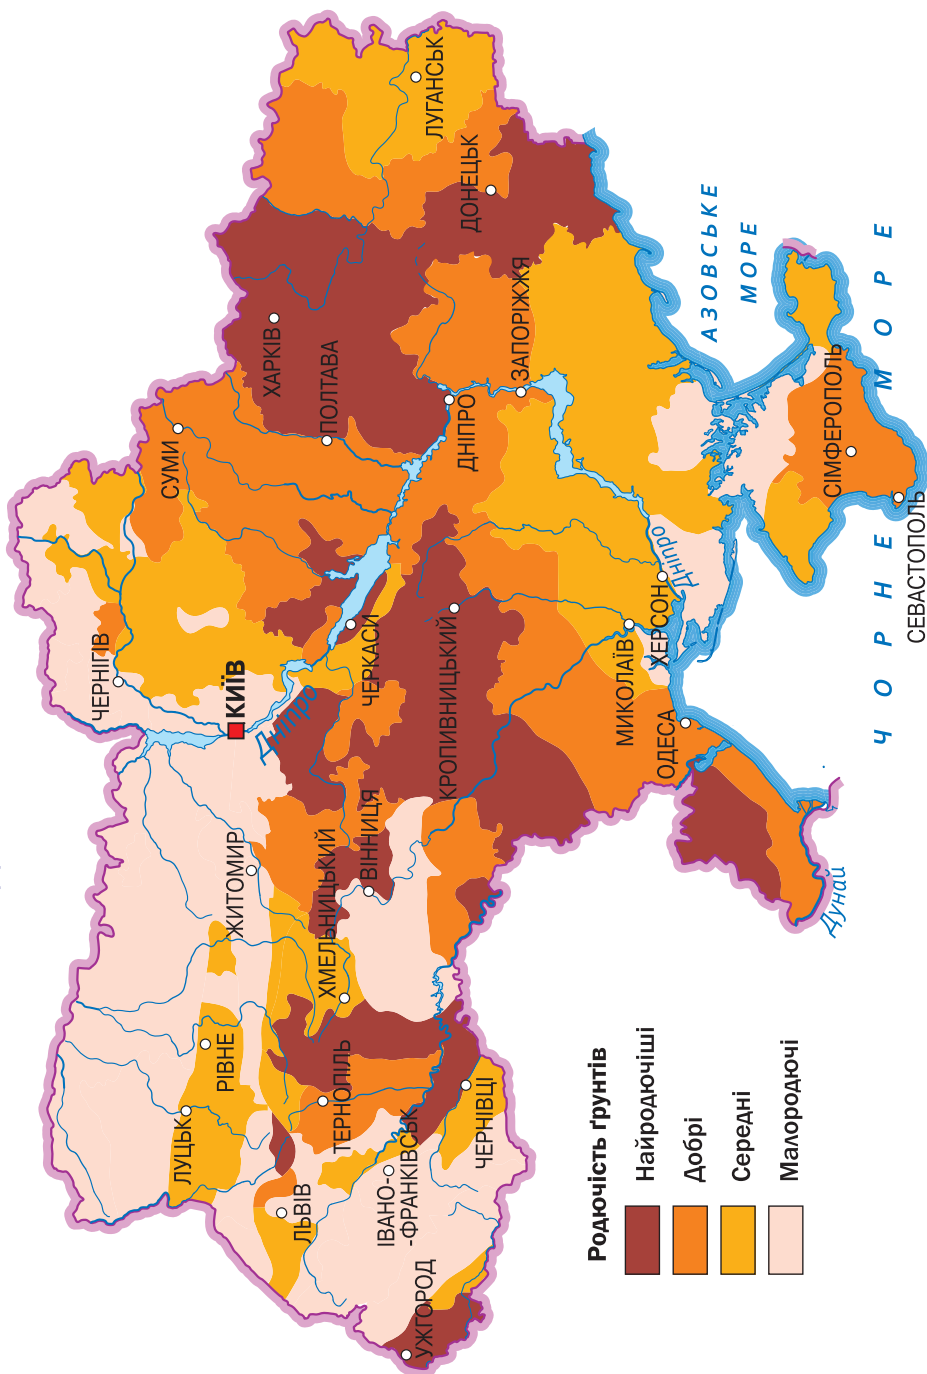 ЧЕРНІГІВ
СУМИ
КИЇВ
Дніпро
ХАРКІВ
ПОЛТАВА
ЛУГАНСЬК
ДОНЕЦЬК
ЛУЦЬК
РІВНЕ
ЖИТОМИР
ЛЬВІВ
ТЕРНОПІЛЬ
ХМЕЛЬНИЦЬКИЙ
ВІННИЦЯ
ЧЕРКАСИ
КРОПИВНИЦЬКИЙ
ДНІПРО
ЗАПОРІЖЖЯ
УЖГОРОД
ІВАНО-
-ФРАНКІВСЬК
ЧЕРНІВЦІ
МИКОЛАЇВ
ХЕРСОН
Дніпро
ОДЕСА
Дунай
АЗОВСЬКЕ
МОРЕ
СІМФЕРОПОЛЬ
СЕВАСТОПОЛЬ
ЧОРНЕ МОРЕ
Родючість ґрунтів
Найродючіші
Добрі
Середні
Малородючі